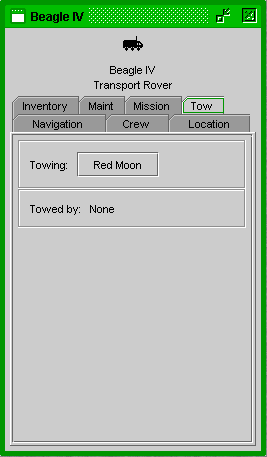 Beagle IV
Beagle IV
Transport Rover
Inventory Maint Mission Tow
Navigation Crew Location
Towing: Red Moon
Towed by: None